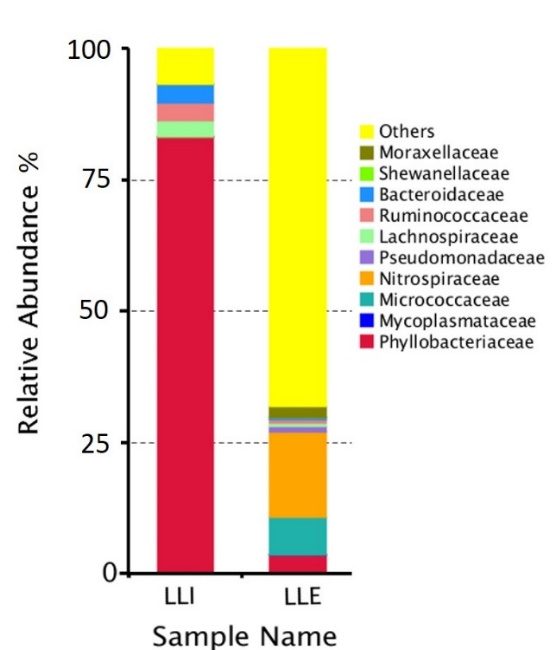 Relative Abundance %
100
75
50
25
0
LLI
LLE
Sample Name
Others
Moraxellaceae
Shewanellaceae
Bacteroidaceae
Ruminococcaceae
Lachnospiraceae
Pseudomonadaceae
Nitrospiraceae
Micrococcaceae
Mycoplasmataceae
Phyllobacteriaceae